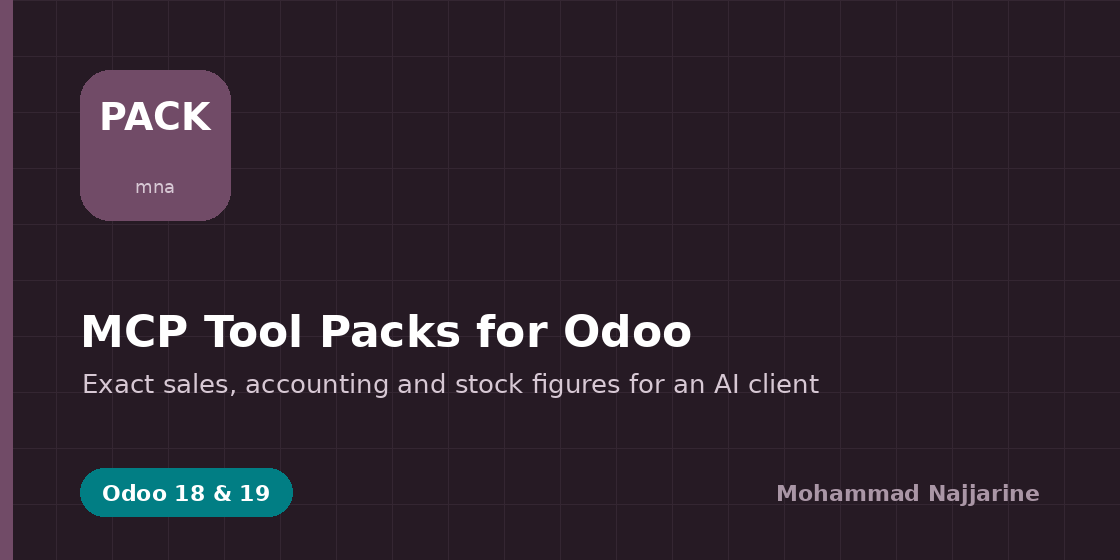 PACK
mna
MCP Tool Packs for Odoo
Exact sales, accounting and stock figures for an AI client
Odoo 18 & 19
Mohammad Najjarine